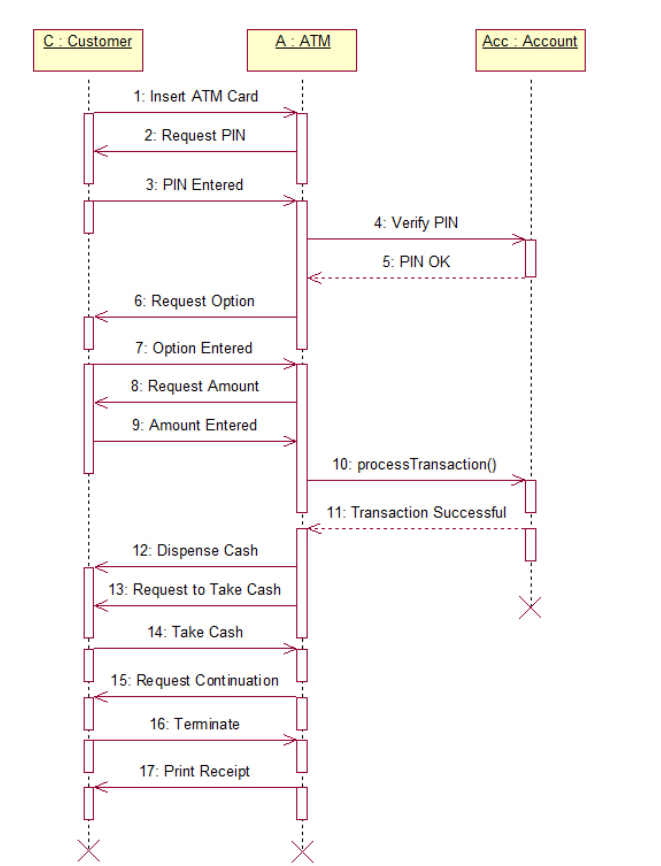 C : Customer
A : ATM
Acc : Account
1: Insert ATM Card
2: Request PIN
3: PIN Entered
4: Verify PIN
5: PIN OK
6: Request Option
7: Option Entered
8: Request Amount
9: Amount Entered
10: processTransaction()
11: Transaction Successful
12: Dispense Cash
13: Request to Take Cash
14: Take Cash
15: Request Continuation
16: Terminate
17: Print Receipt